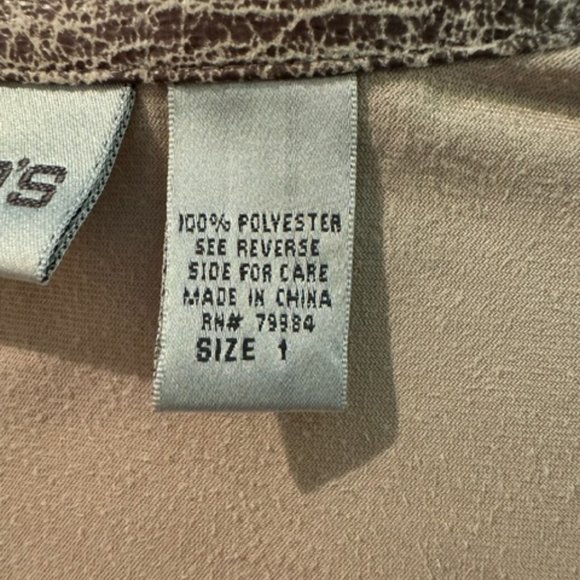 'S
100% POLYESTER
SEE REVERSE
SIDE FOR CARE
MADE IN CHINA
RN# 79984
SIZE 1